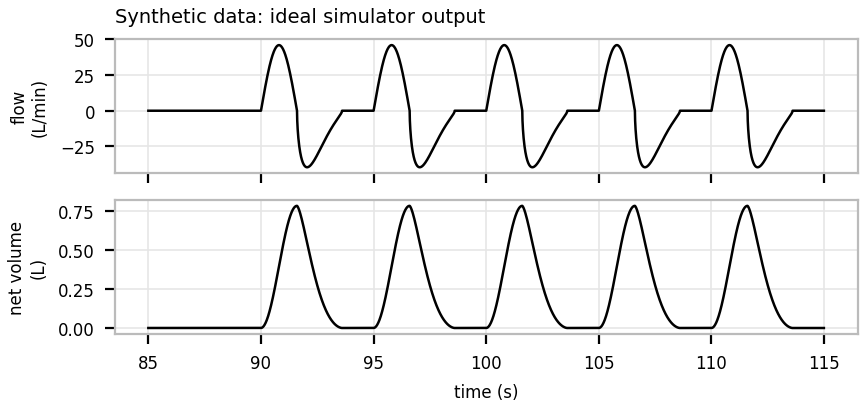 Synthetic data: ideal simulator output
flow
(L/min)
50
25
0
−25
net volume
(L)
0.75
0.50
0.25
0.00
85 90 95 100 105 110 115
time (s)